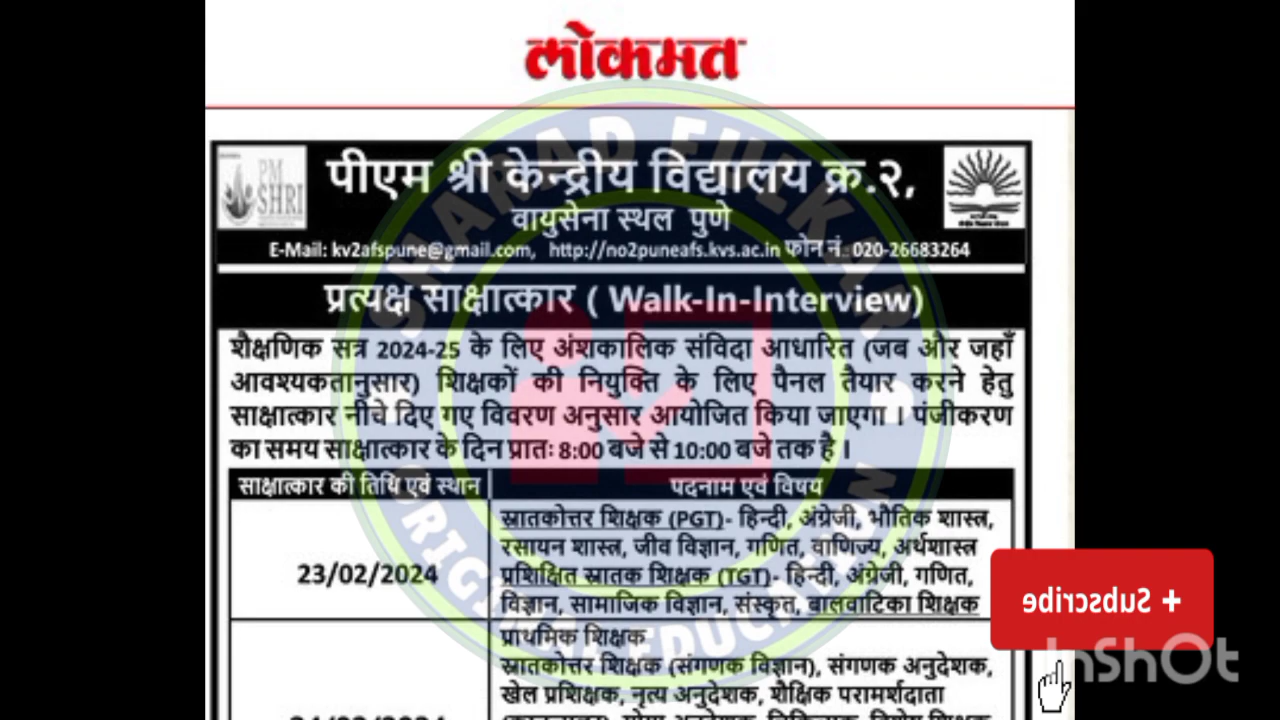 लोकमत
PM
SHRI
पीएम श्री केन्द्रीय विद्यालय क्र.२,
वायुसेना स्थल पुणे
E-Mail: kv2afspune@gmail.com, http://no2puneafs.kvs.ac.in फोन नं.: 020-26683264
प्रत्यक्ष साक्षात्कार ( Walk-In-Interview)
शैक्षणिक सत्र 2024-25 के लिए अंशकालिक संविदा आधारित (जब और जहाँ
आवश्यकतानुसार) शिक्षकों की नियुक्ति के लिए पैनल तैयार करने हेतु
साक्षात्कार नीचे दिए गए विवरण अनुसार आयोजित किया जाएगा । पंजीकरण
का समय साक्षात्कार के दिन प्रातः 8:00 बजे से 10:00 बजे तक है ।
साक्षात्कार की तिथि एवं स्थान
पदनाम एवं विषय
23/02/2024
स्नातकोत्तर शिक्षक (PGT)- हिन्दी, अंग्रेजी, भौतिक शास्त्र,
रसायन शास्त्र, जीव विज्ञान, गणित, वाणिज्य, अर्थशास्त्र
प्रशिक्षित स्नातक शिक्षक (TGT)- हिन्दी, अंग्रेजी, गणित,
विज्ञान, सामाजिक विज्ञान, संस्कृत, बालवाटिका शिक्षक
प्राथमिक शिक्षक
स्नातकोत्तर शिक्षक (संगणक विज्ञान), संगणक अनुदेशक,
खेल प्रशिक्षक, नृत्य अनुदेशक, शैक्षिक परामर्शदाता
SHARAD FULKAR
ORIGINAL EDUCATION
+ Subscribe
InShOt